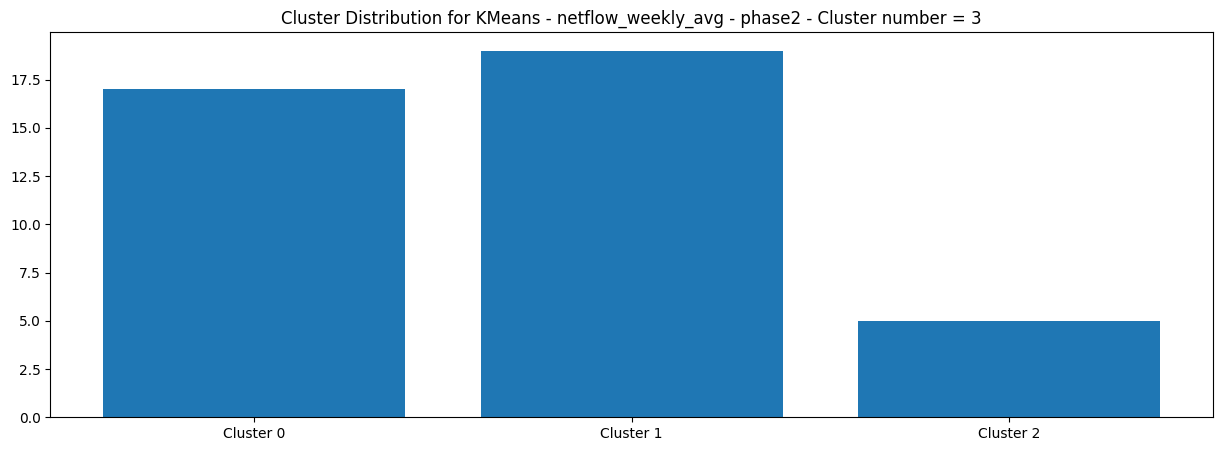 Cluster Distribution for KMeans - netflow_weekly_avg - phase2 - Cluster number = 3
17.5
15.0
12.5
10.0
7.5
5.0
2.5
0.0
Cluster 0
Cluster 1
Cluster 2